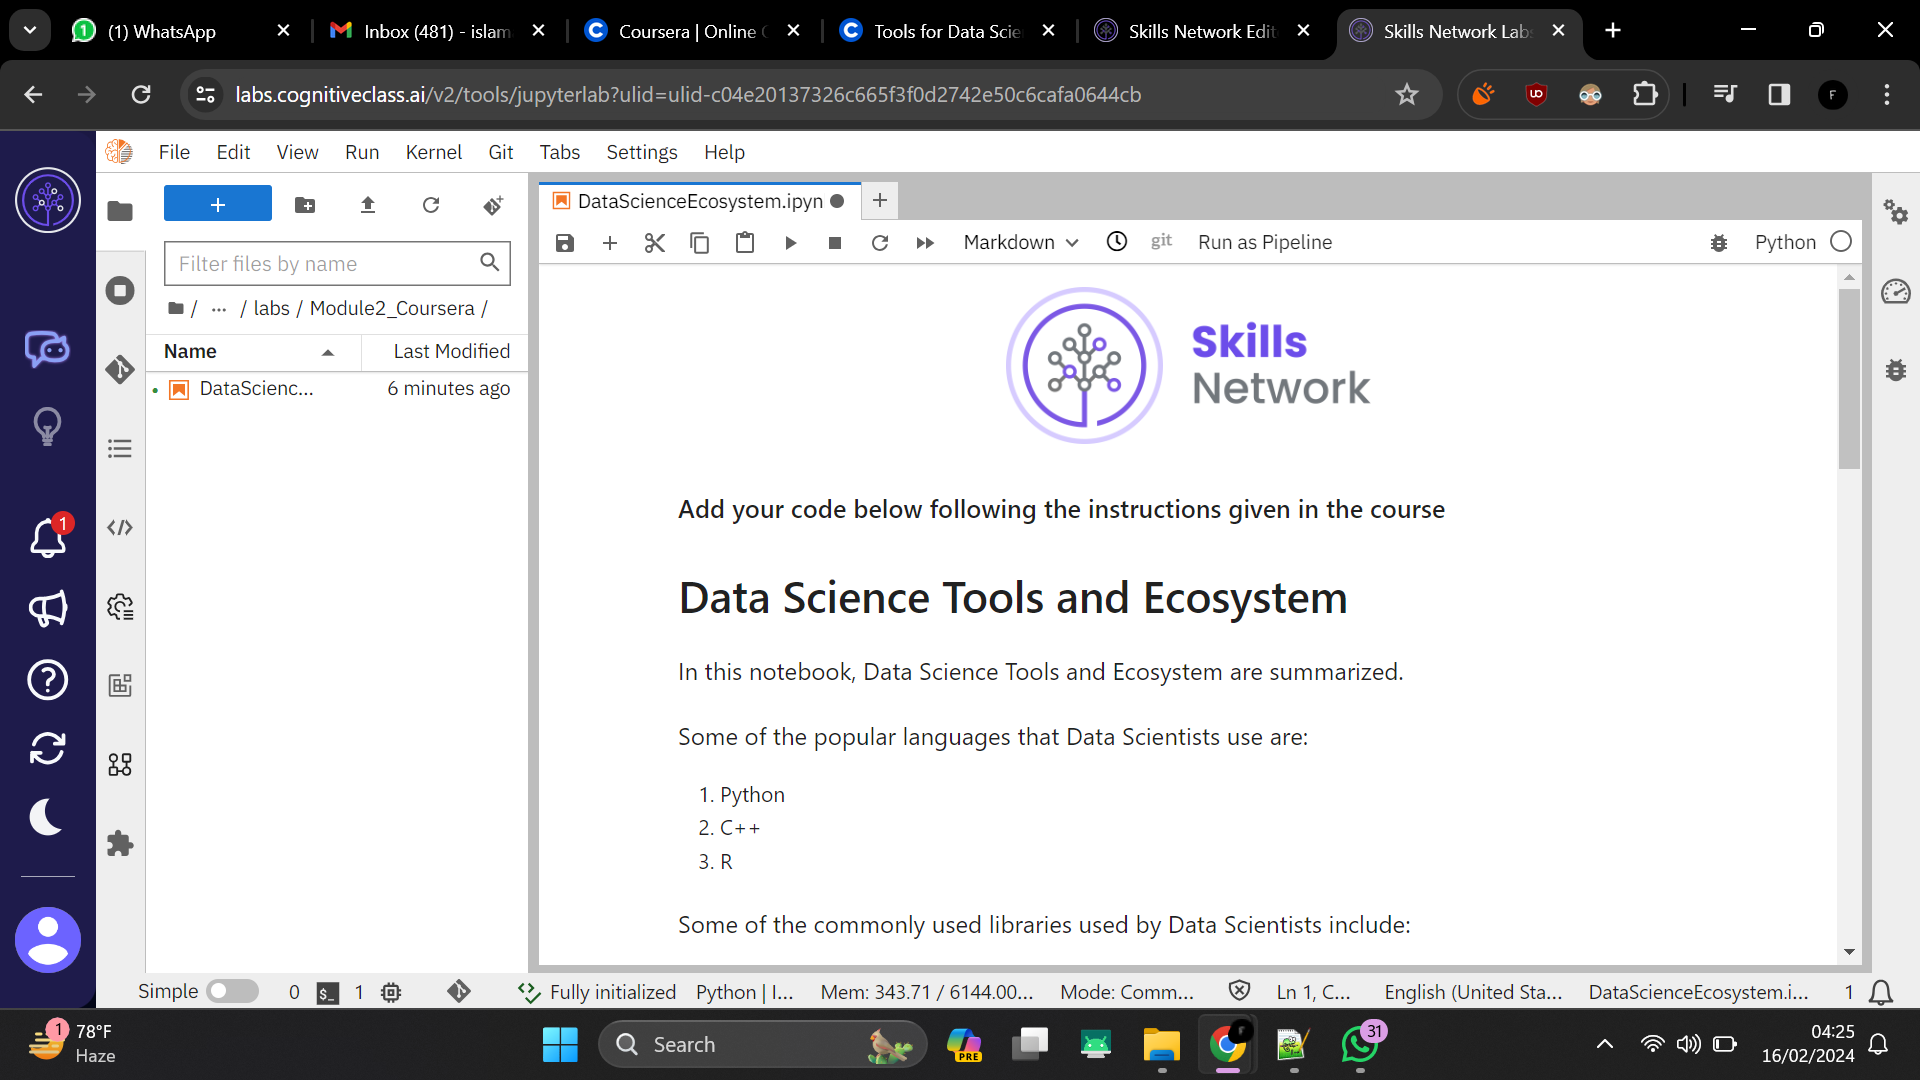 (1) WhatsApp
Inbox (481) - islam
Coursera | Online
Tools for Data Scie
Skills Network Edit
Skills Network Lab
labs.cognitiveclass.ai/v2/tools/jupyterlab?ulid=ulid-c04e20137326c665f3f0d2742e50c6cafa0644cb
F
File Edit View Run Kernel Git Tabs Settings Help
DataScienceEcosystem.ipyn
Filter files by name
Markdown git Run as Pipeline Python
/ ... / labs / Module2_Coursera /
Name Last Modified
DataScienc... 6 minutes ago
Skills
Network
Add your code below following the instructions given in the course
1
Data Science Tools and Ecosystem
In this notebook, Data Science Tools and Ecosystem are summarized.
Some of the popular languages that Data Scientists use are:
1. Python
2. C++
3. R
Some of the commonly used libraries used by Data Scientists include:
Simple 0 $_ 1 Fully initialized Python | I... Mem: 343.71 / 6144.00... Mode: Comm... Ln 1, C... English (United Sta... DataScienceEcosystem.i... 1
1 78°F
Haze
Search
PRE
31
04:25
16/02/2024